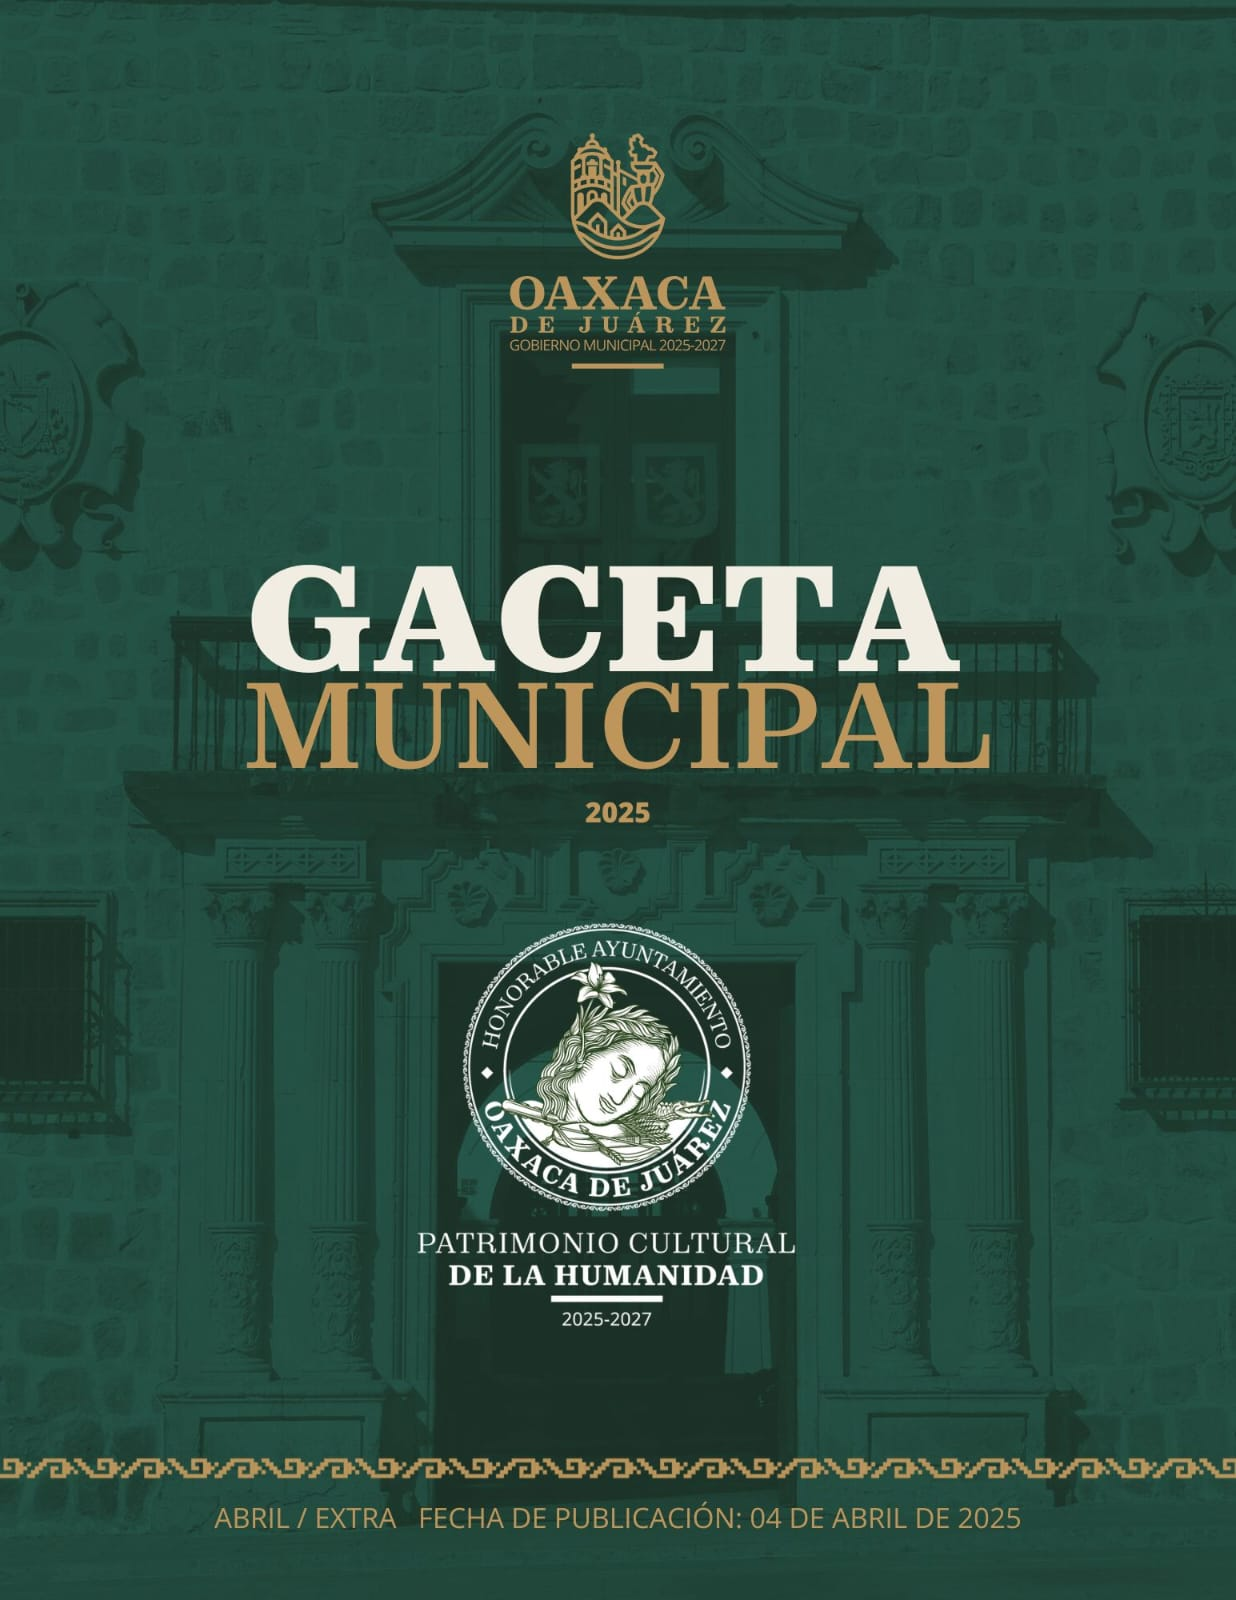 OAXACA
DE JUÁREZ
GOBIERNO MUNICIPAL 2025-2027
GACETA
MUNICIPAL
2025
HONORABLE AYUNTAMIENTO
OAXACA DE JUÁREZ
PATRIMONIO CULTURAL
DE LA HUMANIDAD
2025-2027
ABRIL / EXTRA FECHA DE PUBLICACIÓN: 04 DE ABRIL DE 2025